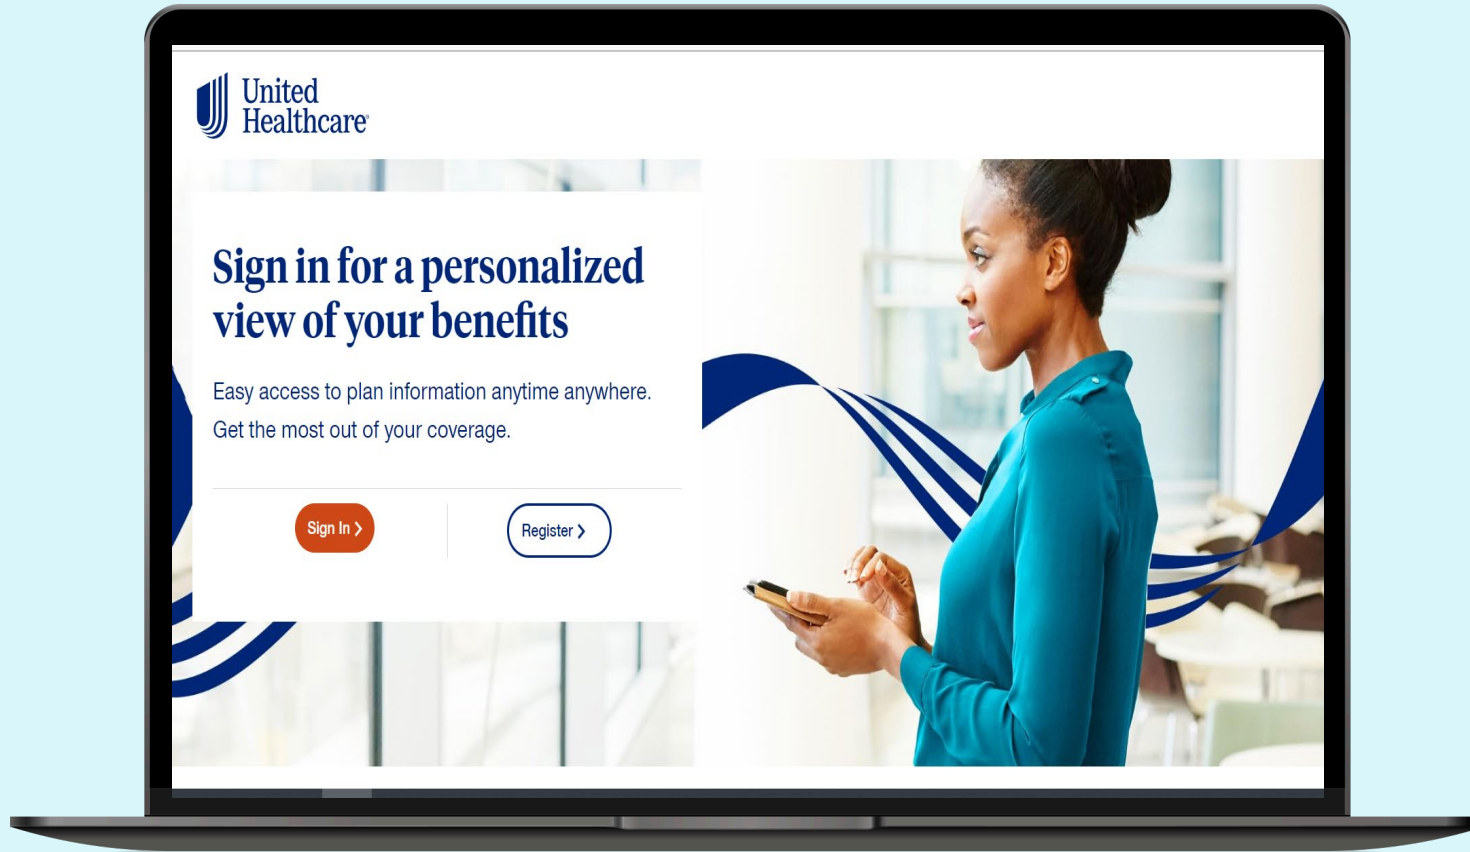 United
Healthcare®
Sign in for a personalized
view of your benefits
Easy access to plan information anytime anywhere.
Get the most out of your coverage.
Sign In ❯
Register ❯